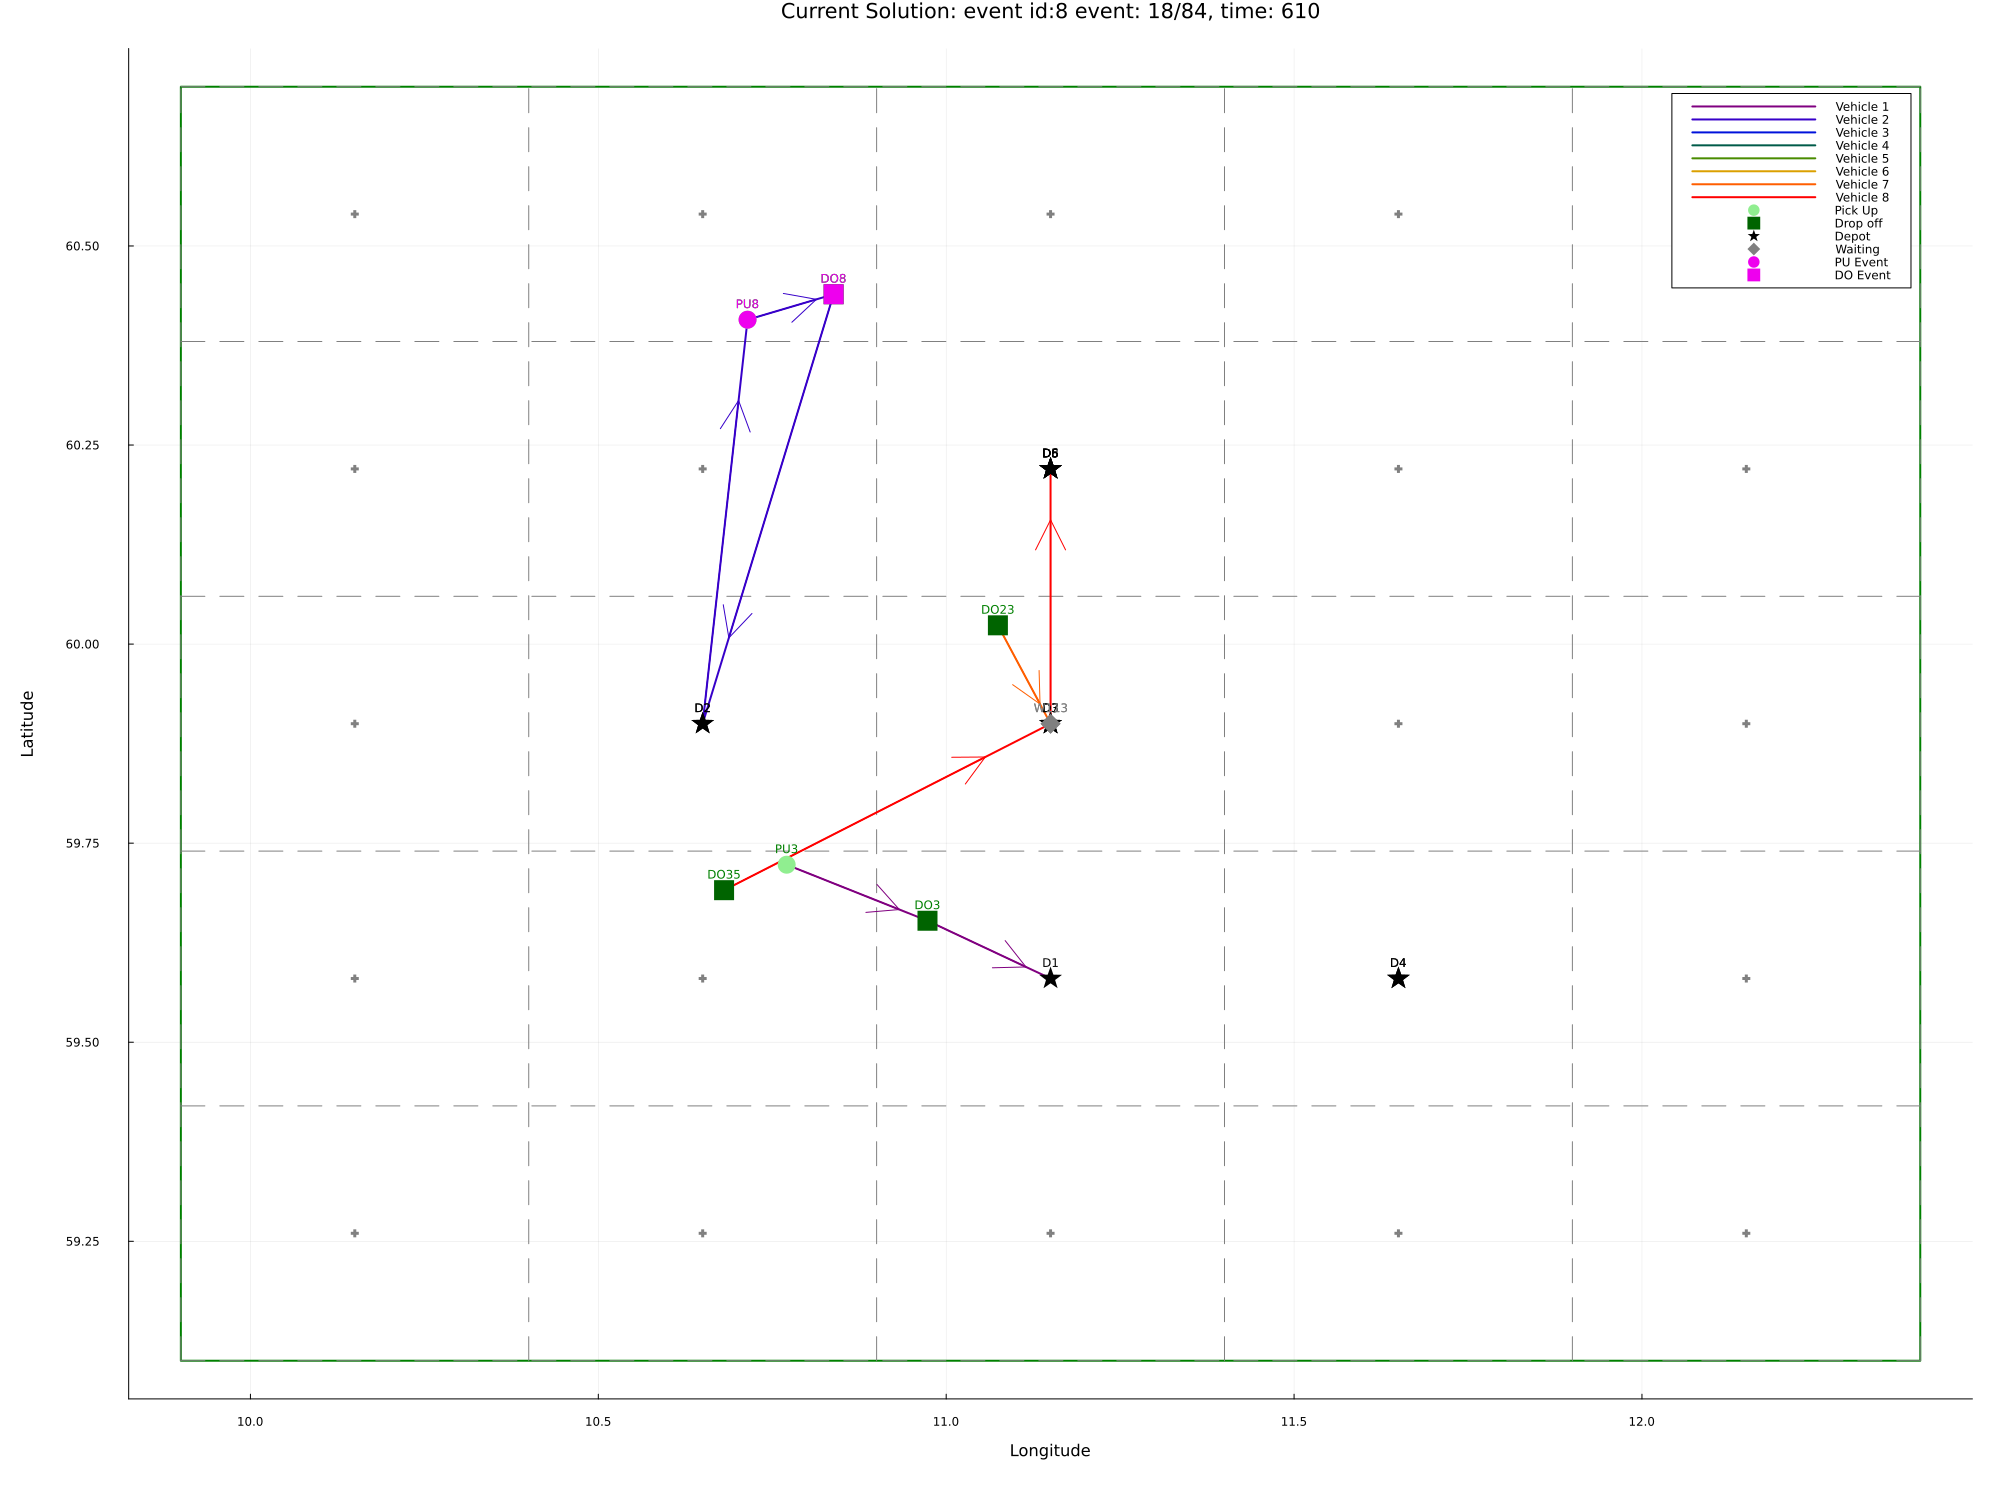 Current Solution: event id:8 event: 18/84, time: 610
Vehicle 1
Vehicle 2
Vehicle 3
Vehicle 4
Vehicle 5
Vehicle 6
Vehicle 7
Vehicle 8
Pick Up
Drop off
Depot
Waiting
PU Event
DO Event
60.50
60.25
60.00
59.75
59.50
59.25
Latitude
DO8
PU8
DO23
D2
PU3
DO35
DO3
D1
D4
10.0
10.5
11.0
11.5
12.0
Longitude